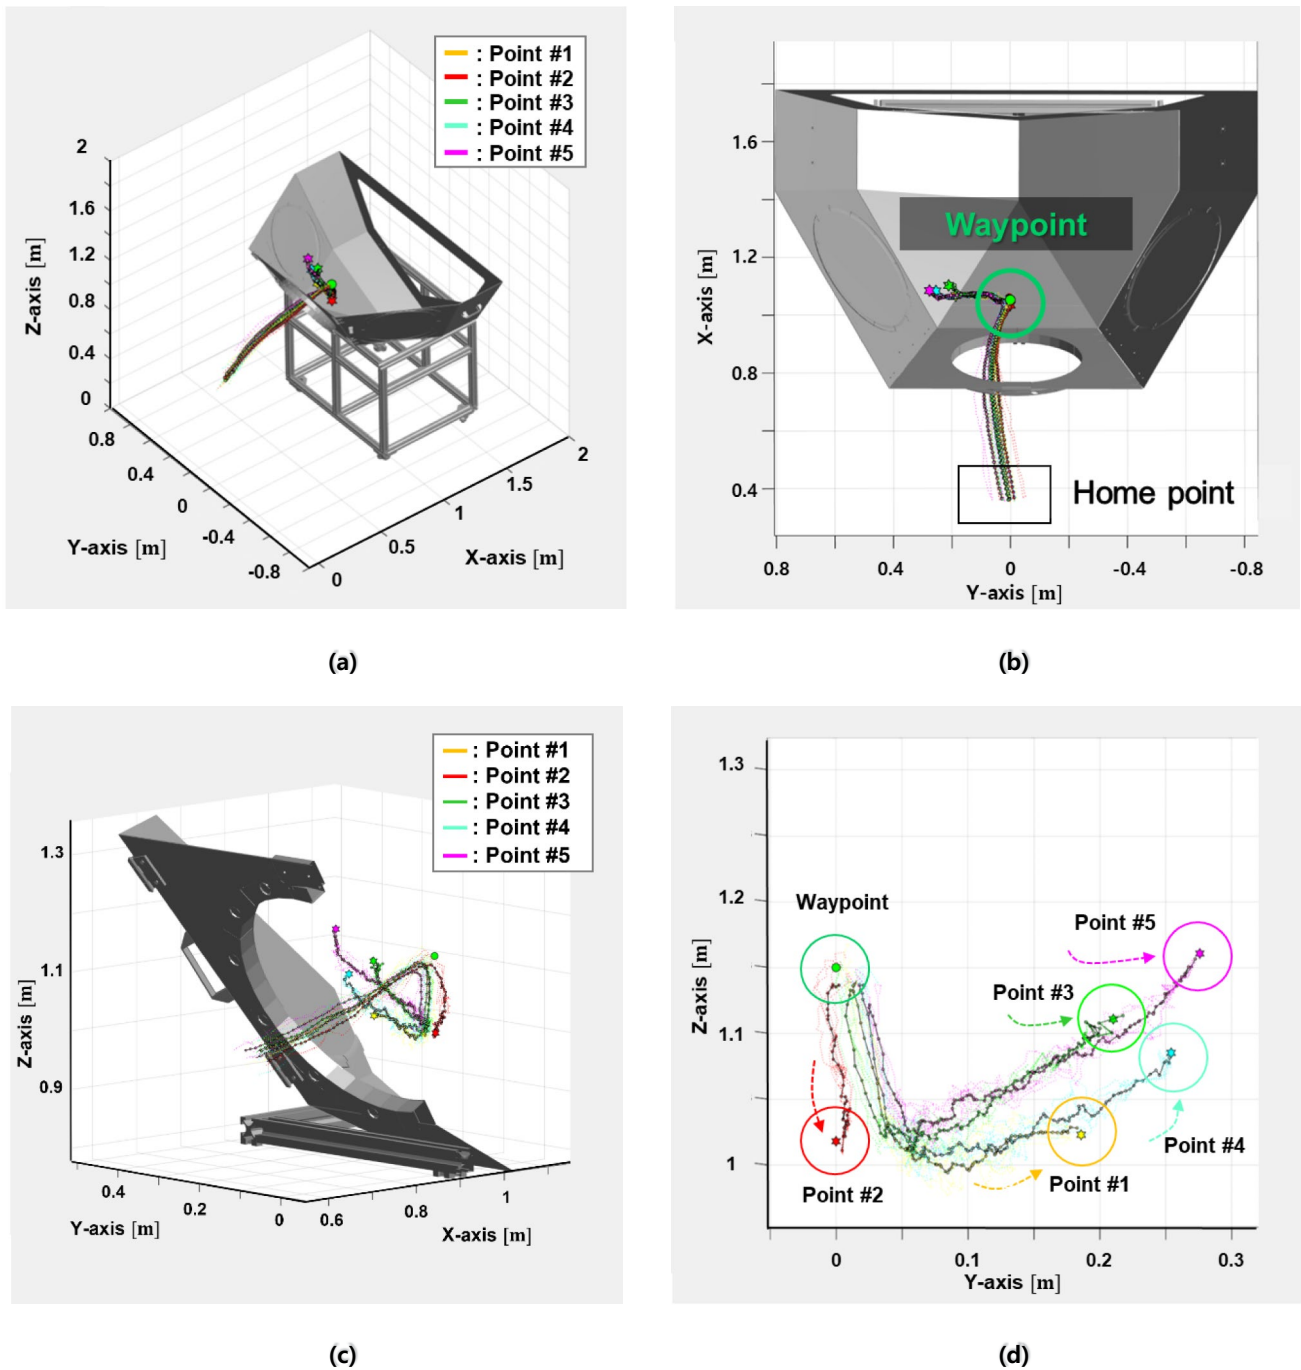 : Point #1
: Point #2
: Point #3
: Point #4
: Point #5
2
1.6
1.2
0.8
0.4
0
Z-axis [m]
0.8
0.4
0
-0.4
-0.8
Y-axis [m]
0
0.5
1
1.5
2
X-axis [m]
(a)
1.6
1.2
0.8
0.4
X-axis [m]
Waypoint
Home point
0.8
0.4
0
-0.4
-0.8
Y-axis [m]
(b)
: Point #1
: Point #2
: Point #3
: Point #4
: Point #5
1.3
1.1
0.9
Z-axis [m]
0.4
0.2
0
Y-axis [m]
0.6
0.8
1
X-axis [m]
(c)
1.3
1.2
1.1
1
Z-axis [m]
Waypoint
Point #5
Point #3
Point #4
Point #2
Point #1
0
0.1
0.2
0.3
Y-axis [m]
(d)